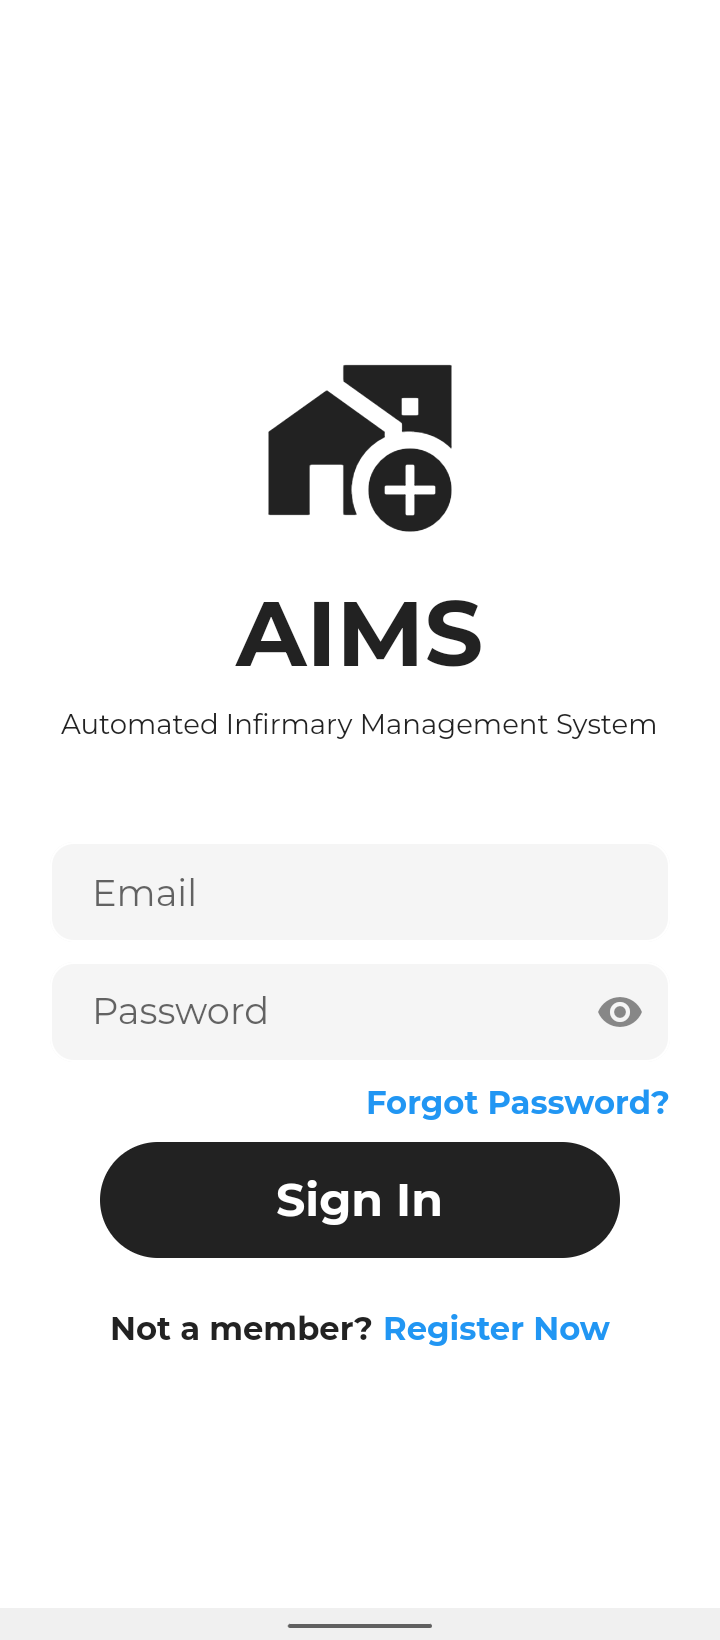 AIMS
Automated Infirmary Management System
Email
Password
Forgot Password?
Sign In
Not a member? Register Now